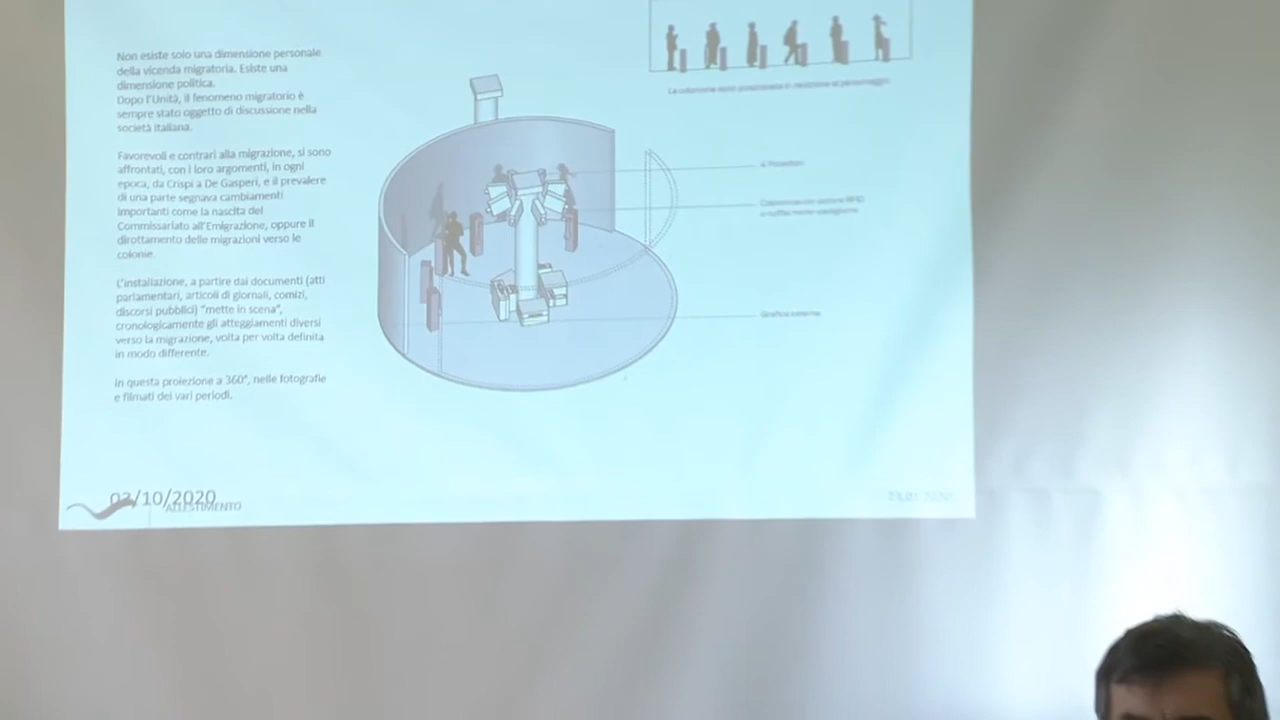 Non esiste solo una dimensione personale
della vicenda migratoria. Esiste una
dimensione politica.
Dopo l'Unità, il fenomeno migratorio è
sempre stato oggetto di discussione nella
società italiana.
Favorevoli e contrari alla migrazione, si sono
affrontati, con i loro argomenti, in ogni
epoca, da Crispi a De Gasperi, e il prevalere
di una parte segnava cambiamenti
importanti come la nascita del
Commissariato all'Emigrazione, oppure il
dirottamento delle migrazioni verso le
colonie.
L'installazione, a partire dai documenti (atti
parlamentari, articoli di giornali, comizi,
discorsi pubblici) "mette in scena",
cronologicamente gli atteggiamenti diversi
verso la migrazione, volta per volta definita
in modo differente.
In questa proiezione a 360°, nelle fotografie
e filmati dei vari periodi.
Grafica esterna
03/10/2020
ALLESTIMENTO